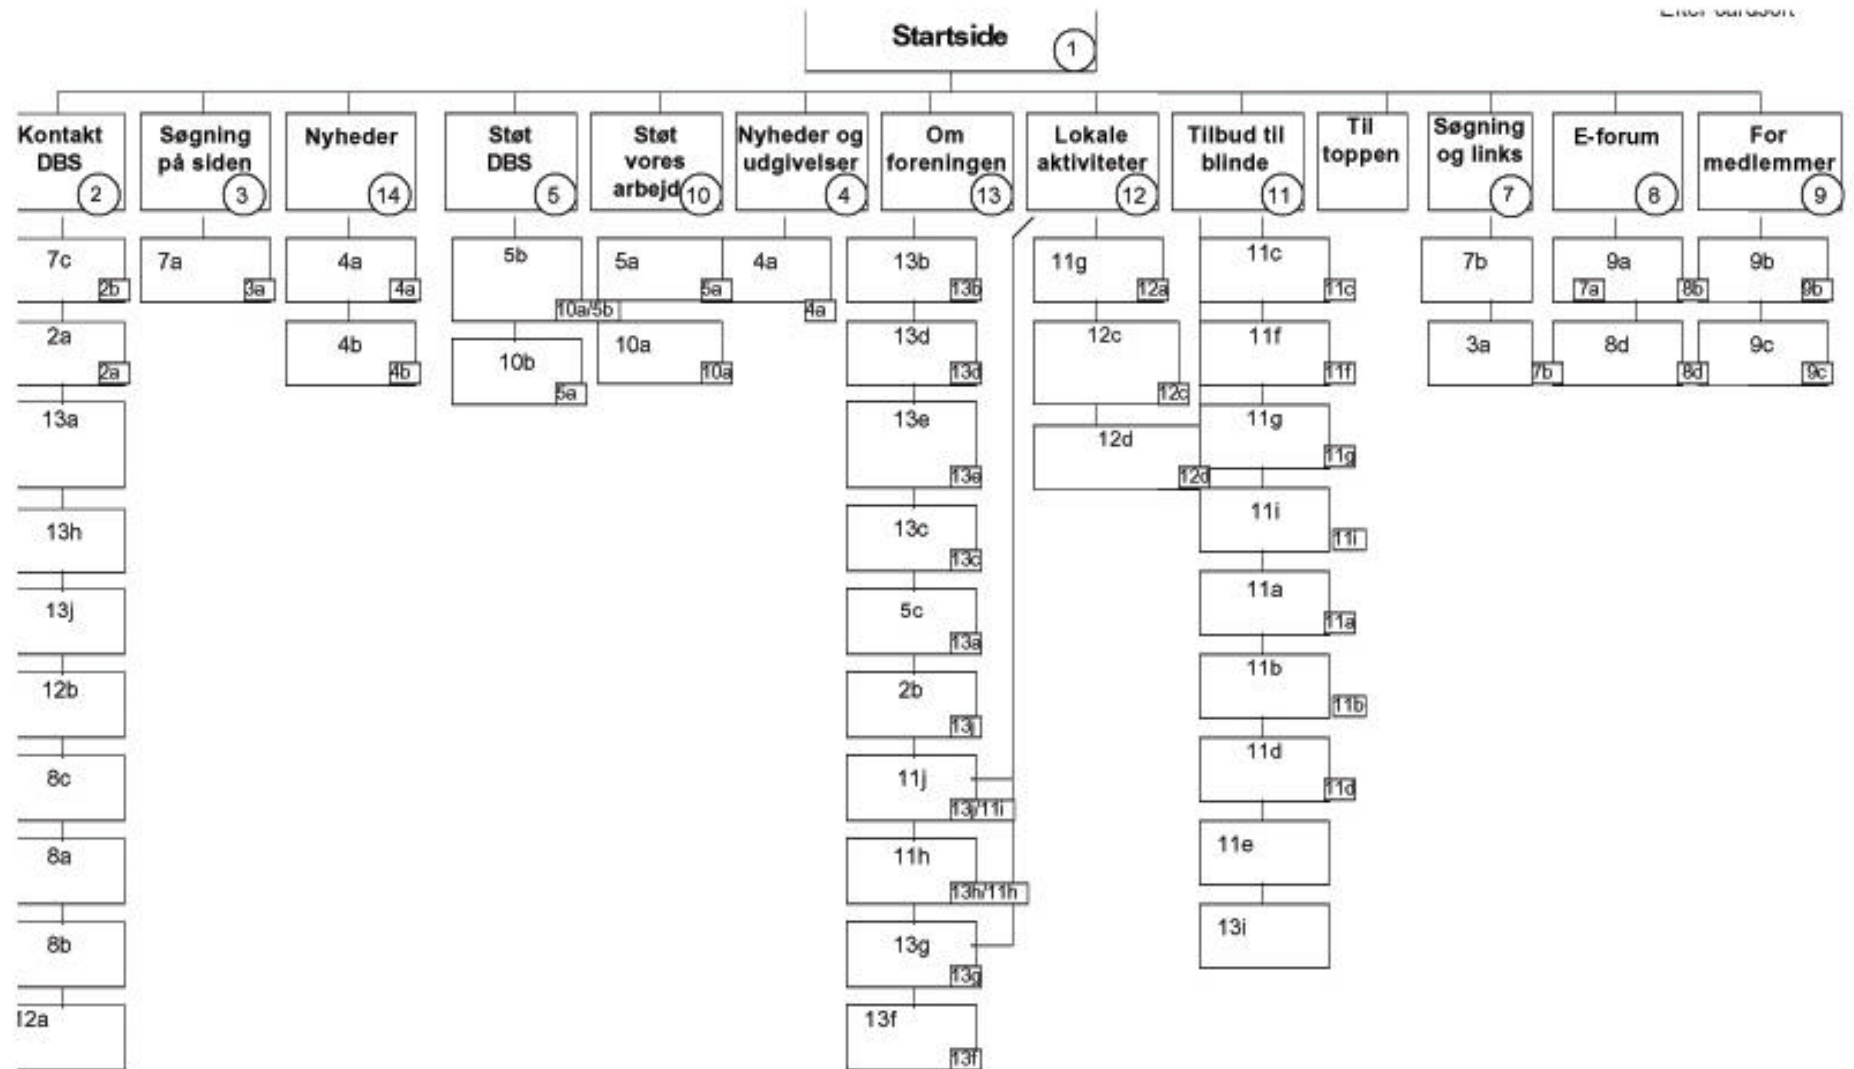 Startside
1
Kontakt
DBS
2
Søgning
på siden
3
Nyheder
14
Støt
DBS
5
Støt
vores
10
Nyheder og
udgivelser
4
Om
foreningen
13
Lokale
aktiviteter
12
Tilbud til
blinde
11
Til
toppen
Søgning
og links
7
E-forum
8
For
medlemmer
9
7c
2b
2a
2a
13a
13h
13j
12b
8c
8a
8b
12a
7a
3a
4a
4a
4b
4b
5b
10a/5b
10b
5a
5a
5a
10a
10a
4a
4a
13b
13b
13d
13d
13e
13e
13c
13c
5c
13a
2b
13j
11j
13j/11i
11h
13h/11h
13g
13g
13f
13f
11g
12a
12c
12c
12d
12d
11c
11c
11f
11f
11g
11g
11i
11i
11a
11a
11b
11b
11d
11d
11e
13i
7b
3a
7b
9a
7a
8b
8d
8d
9b
9b
9c
9c